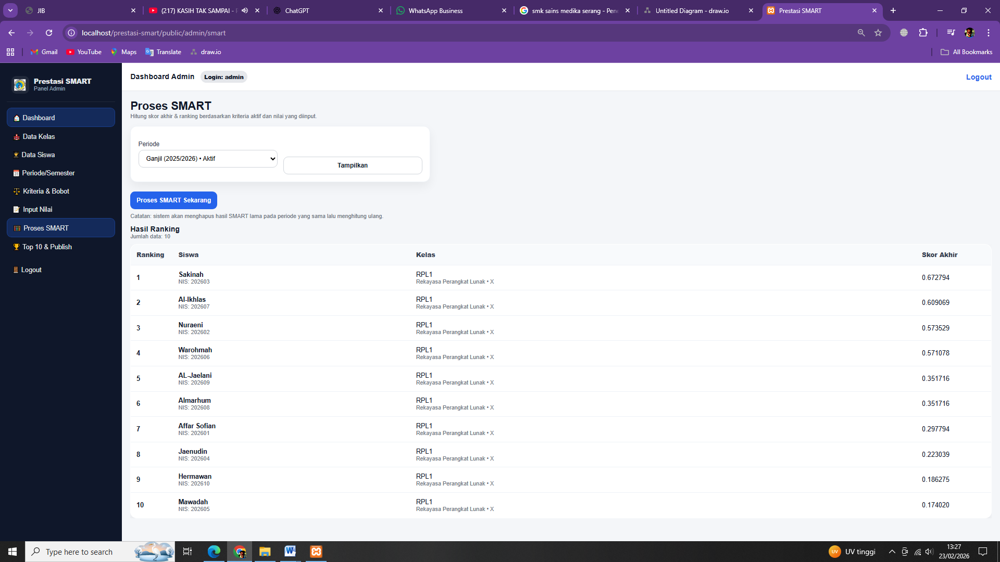 JIB
(217) KASIH TAK SAMPAI -
ChatGPT
WhatsApp Business
smk sains medika serang - Pen
Untitled Diagram - draw.io
Prestasi SMART
localhost/prestasi-smart/public/admin/smart
Gmail
YouTube
Maps
Translate
draw.io
All Bookmarks
Prestasi SMART
Panel Admin
Dashboard
Data Kelas
Data Siswa
Periode/Semester
Kriteria & Bobot
Input Nilai
Proses SMART
Top 10 & Publish
Logout
Dashboard Admin
Login: admin
Logout
Proses SMART
Hitung skor akhir & ranking berdasarkan kriteria aktif dan nilai yang diinput.
Periode
Ganjil (2025/2026) • Aktif
Tampilkan
Proses SMART Sekarang
Catatan: sistem akan menghapus hasil SMART lama pada periode yang sama lalu menghitung ulang.
Hasil Ranking
Jumlah data: 10
Ranking Siswa Kelas Skor Akhir
1 Sakinah RPL1 0.672794
NIS: 202603 Rekayasa Perangkat Lunak • X
2 Al-Ikhlas RPL1 0.609069
NIS: 202607 Rekayasa Perangkat Lunak • X
3 Nuraeni RPL1 0.573529
NIS: 202602 Rekayasa Perangkat Lunak • X
4 Warohmah RPL1 0.571078
NIS: 202606 Rekayasa Perangkat Lunak • X
5 AL-Jaelani RPL1 0.351716
NIS: 202609 Rekayasa Perangkat Lunak • X
6 Almarhum RPL1 0.351716
NIS: 202608 Rekayasa Perangkat Lunak • X
7 Affar Sofian RPL1 0.297794
NIS: 202601 Rekayasa Perangkat Lunak • X
8 Jaenudin RPL1 0.223039
NIS: 202604 Rekayasa Perangkat Lunak • X
9 Hermawan RPL1 0.186275
NIS: 202610 Rekayasa Perangkat Lunak • X
10 Mawadah RPL1 0.174020
NIS: 202605 Rekayasa Perangkat Lunak • X
Type here to search
UV
UV tinggi
13:27
23/02/2026